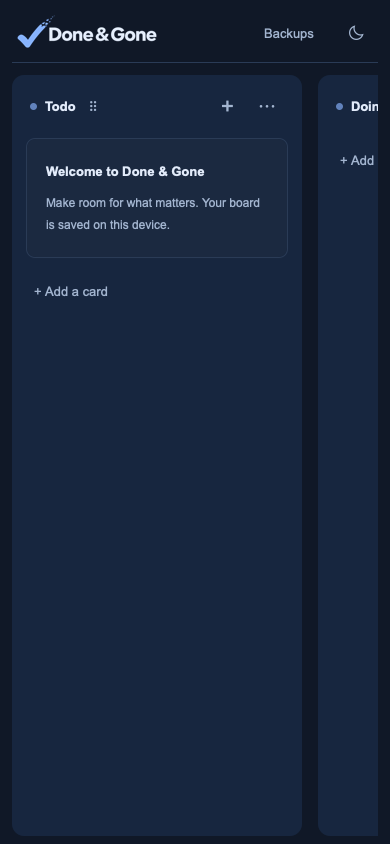 Done & Gone
Backups
Todo
+ Add a card
Welcome to Done & Gone
Make room for what matters. Your board
is saved on this device.
Doin
+ Add